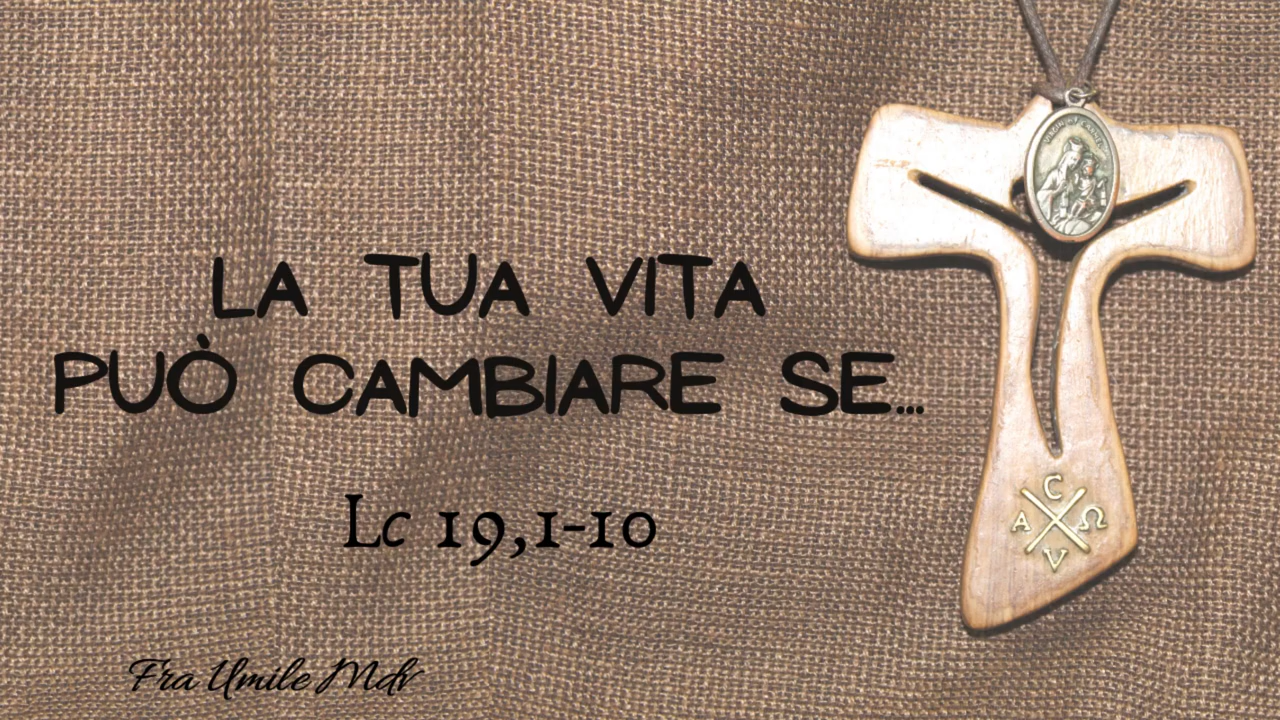 LA TUA VITA
PUÒ CAMBIARE SE...
Lc 19,1-10
Fra Umile Mdv
C
A Ω
V